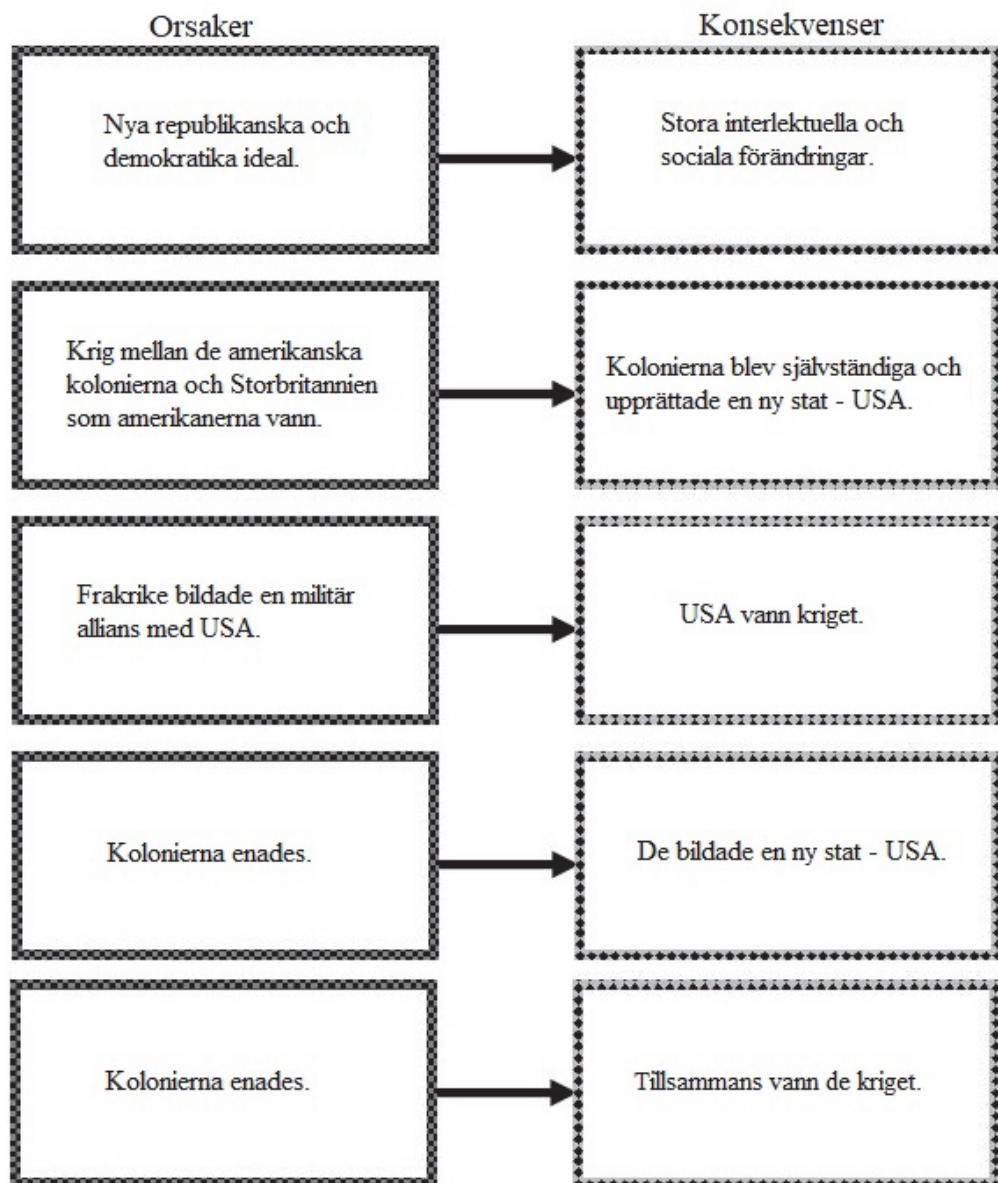 Orsaker
Konsekvenser
Nya republikanska och
demokratika ideal.
Stora interlektuella och
sociala förändringar.
Krig mellan de amerikanska
kolonierna och Storbritannien
som amerikanerna vann.
Kolonierna blev självständiga och
upprättade en ny stat - USA.
Frakrike bildade en militär
allians med USA.
USA vann kriget.
Kolonierna enades.
De bildade en ny stat - USA.
Kolonierna enades.
Tillsammans vann de kriget.